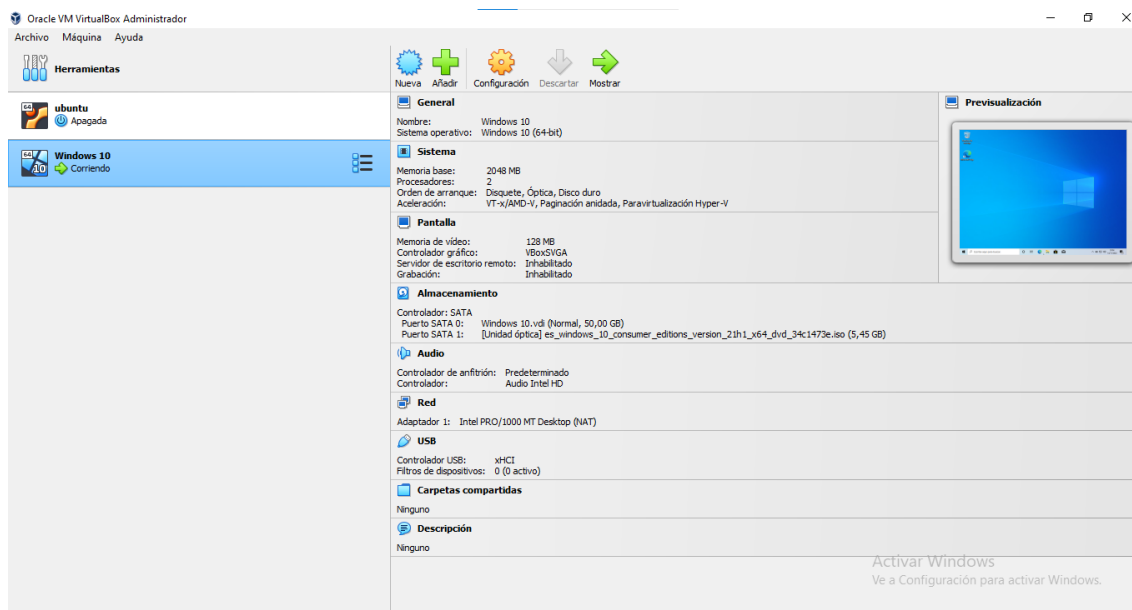 Oracle VM VirtualBox Administrador
Archivo Máquina Ayuda
Herramientas
ubuntu
Apagada
Windows 10
Corriendo
Nueva Añadir Configuración Descartar Mostrar
General
Nombre: Windows 10
Sistema operativo: Windows 10 (64-bit)
Sistema
Memoria base: 2048 MB
Procesadores: 2
Orden de arranque: Disquete, Óptica, Disco duro
Aceleración: VT-x/AMD-V, Paginación anidada, Paravirtualización Hyper-V
Pantalla
Memoria de vídeo: 128 MB
Controlador gráfico: VBoxSVGA
Servidor de escritorio remoto: Inhabilitado
Grabación: Inhabilitado
Previsualización
Almacenamiento
Controlador: SATA
Puerto SATA 0: Windows 10.vdi (Normal, 50,00 GB)
Puerto SATA 1: [Unidad óptica] es_windows_10_consumer_editions_version_21h1_x64_dvd_34c1473e.iso (5,45 GB)
Audio
Controlador de anfitrión: Predeterminado
Controlador: Audio Intel HD
Red
Adaptador 1: Intel PRO/1000 MT Desktop (NAT)
USB
Controlador USB: xHCI
Filtros de dispositivos: 0 (0 activo)
Carpetas compartidas
Ninguno
Descripción
Ninguno
Activar Windows
Ve a Configuración para activar Windows.